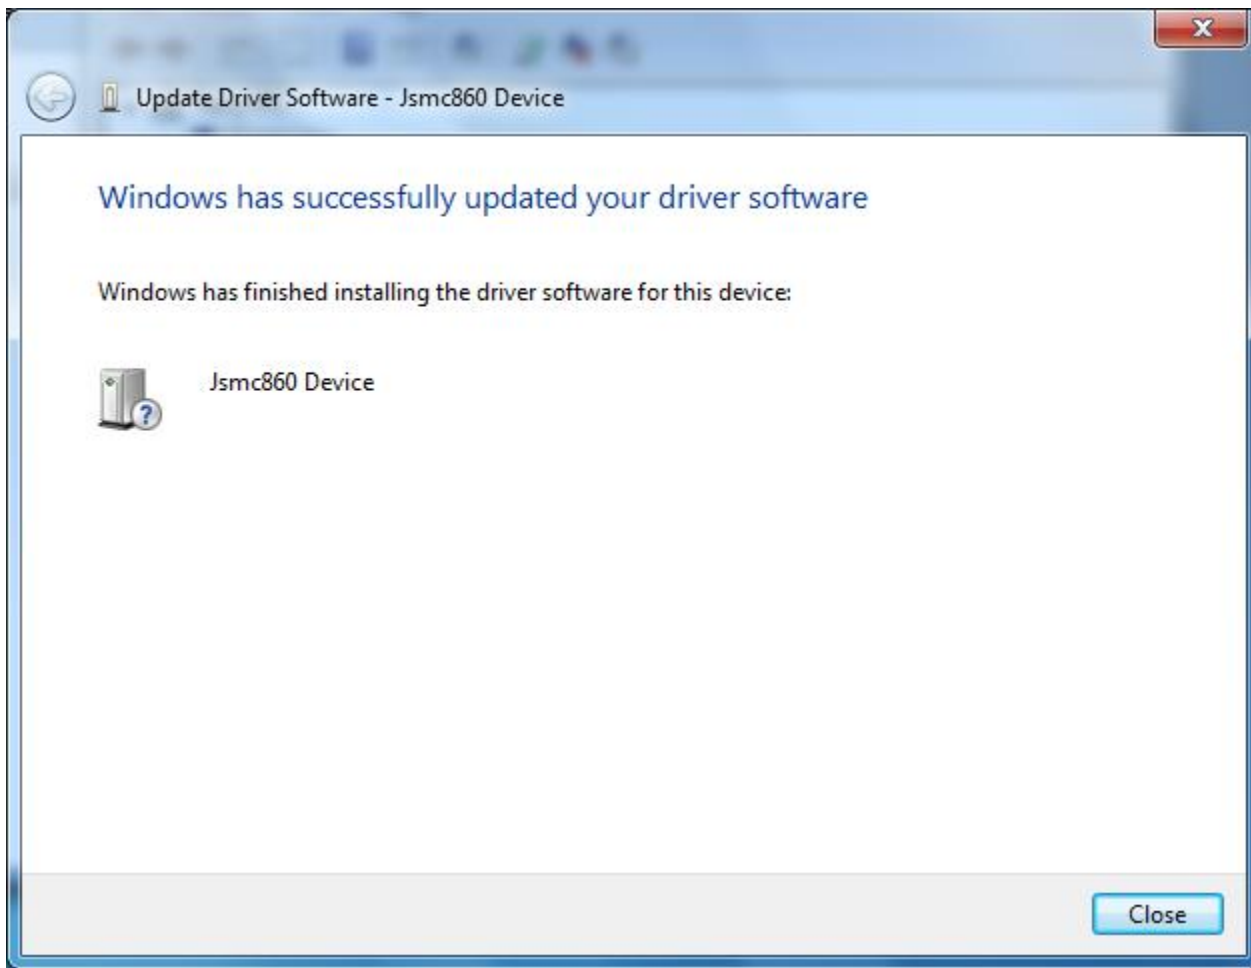 Update Driver Software - Jsmc860 Device
Windows has successfully updated your driver software
Windows has finished installing the driver software for this device:
Jsmc860 Device
Close